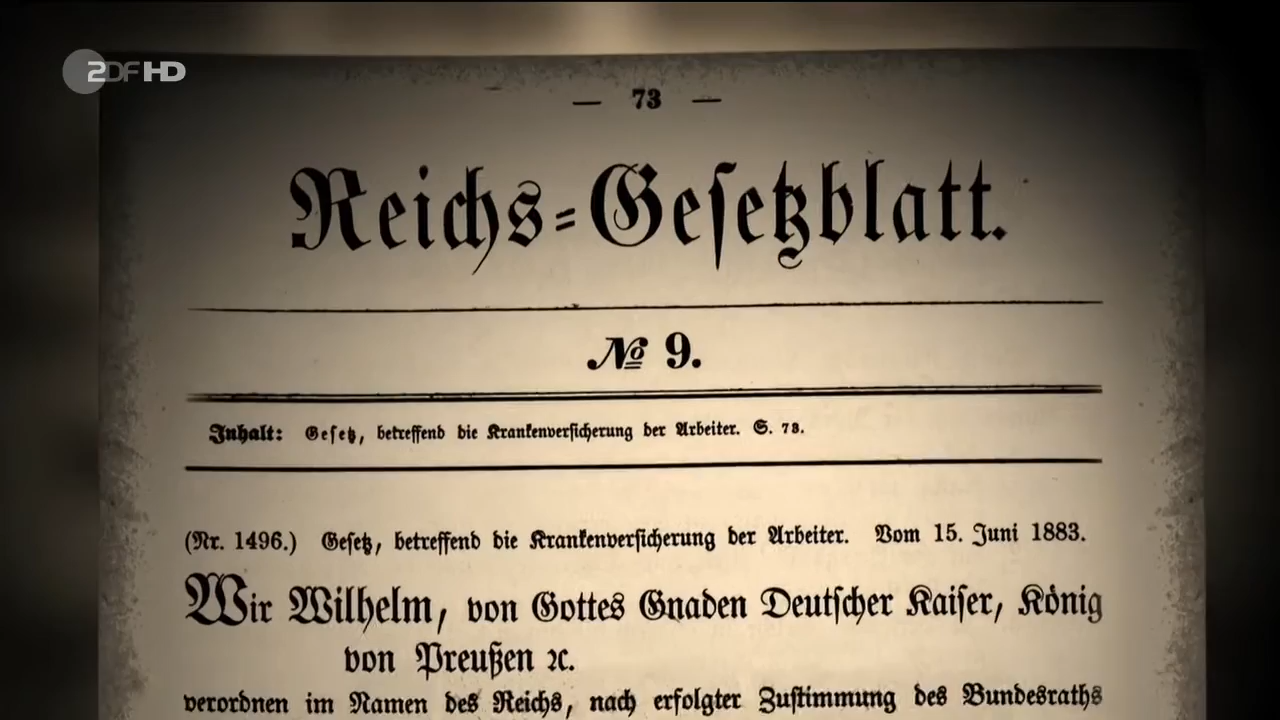 ZDF HD
— 73 —
Reichs=Gesetzblatt.
№ 9.
Inhalt: Gesetz, betreffend die Krankenversicherung der Arbeiter. S. 73.
(Nr. 1496.) Gesetz, betreffend die Krankenversicherung der Arbeiter. Vom 15. Juni 1883.
Wir Wilhelm, von Gottes Gnaden Deutscher Kaiser, König
von Preußen ꝛc.
verordnen im Namen des Reichs, nach erfolgter Zustimmung des Bundesraths